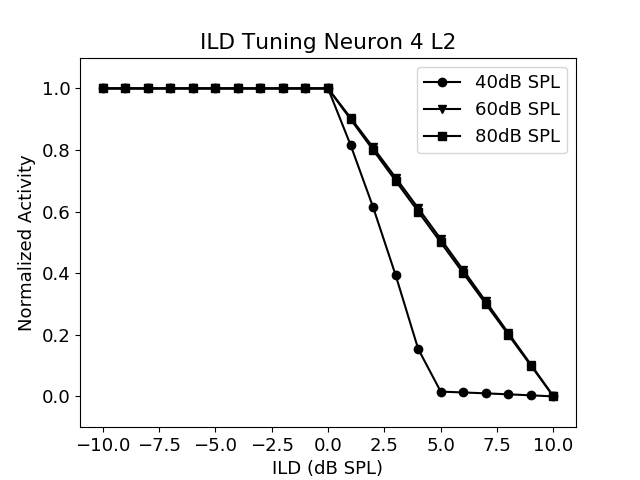 ILD Tuning Neuron 4 L2
40dB SPL
60dB SPL
80dB SPL
Normalized Activity
1.0
0.8
0.6
0.4
0.2
0.0
−10.0 −7.5 −5.0 −2.5 0.0 2.5 5.0 7.5 10.0
ILD (dB SPL)